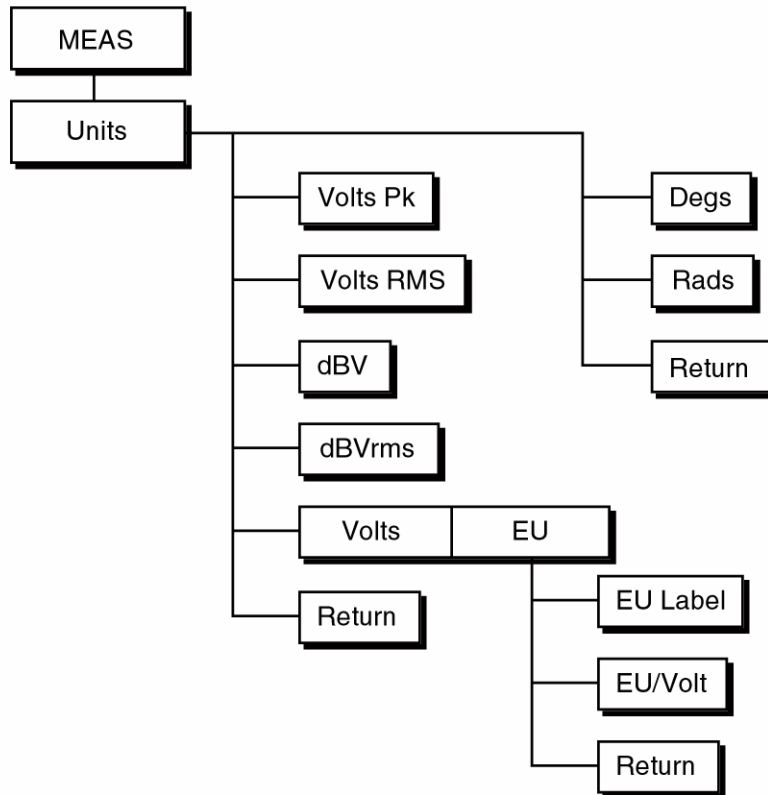 MEAS
Units
Volts Pk
Volts RMS
dBV
dBVrms
Volts EU
Return
Degs
Rads
Return
EU Label
EU/Volt
Return